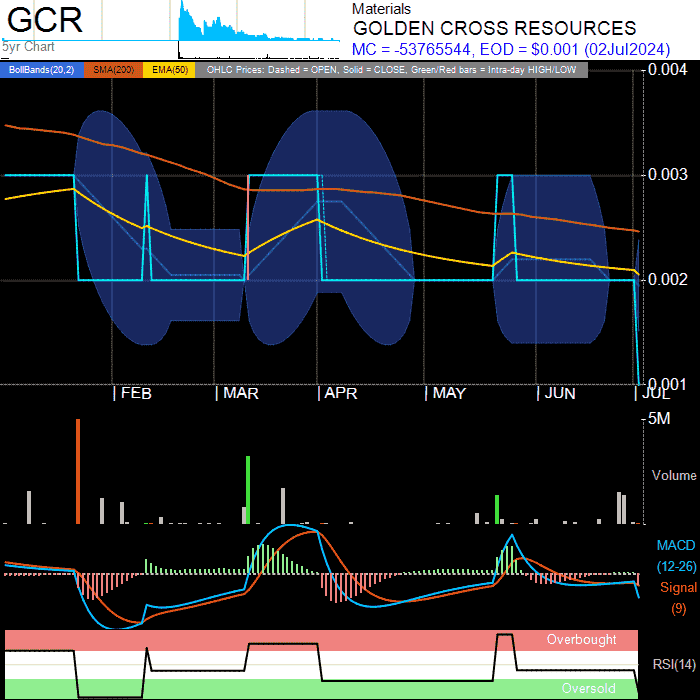 GCR
Materials
GOLDEN CROSS RESOURCES
5yr Chart
MC = -53765544, EOD = $0.001 (02Jul2024)
BollBands(20,2) SMA(200) EMA(50) OHLC Prices: Dashed = OPEN, Solid = CLOSE, Green/Red bars = Intra-day HIGH/LOW
0.004
0.003
0.002
0.001
FEB MAR APR MAY JUN JUL
5M
Volume
MACD
(12-26)
Signal
(9)
Overbought
RSI(14)
Oversold